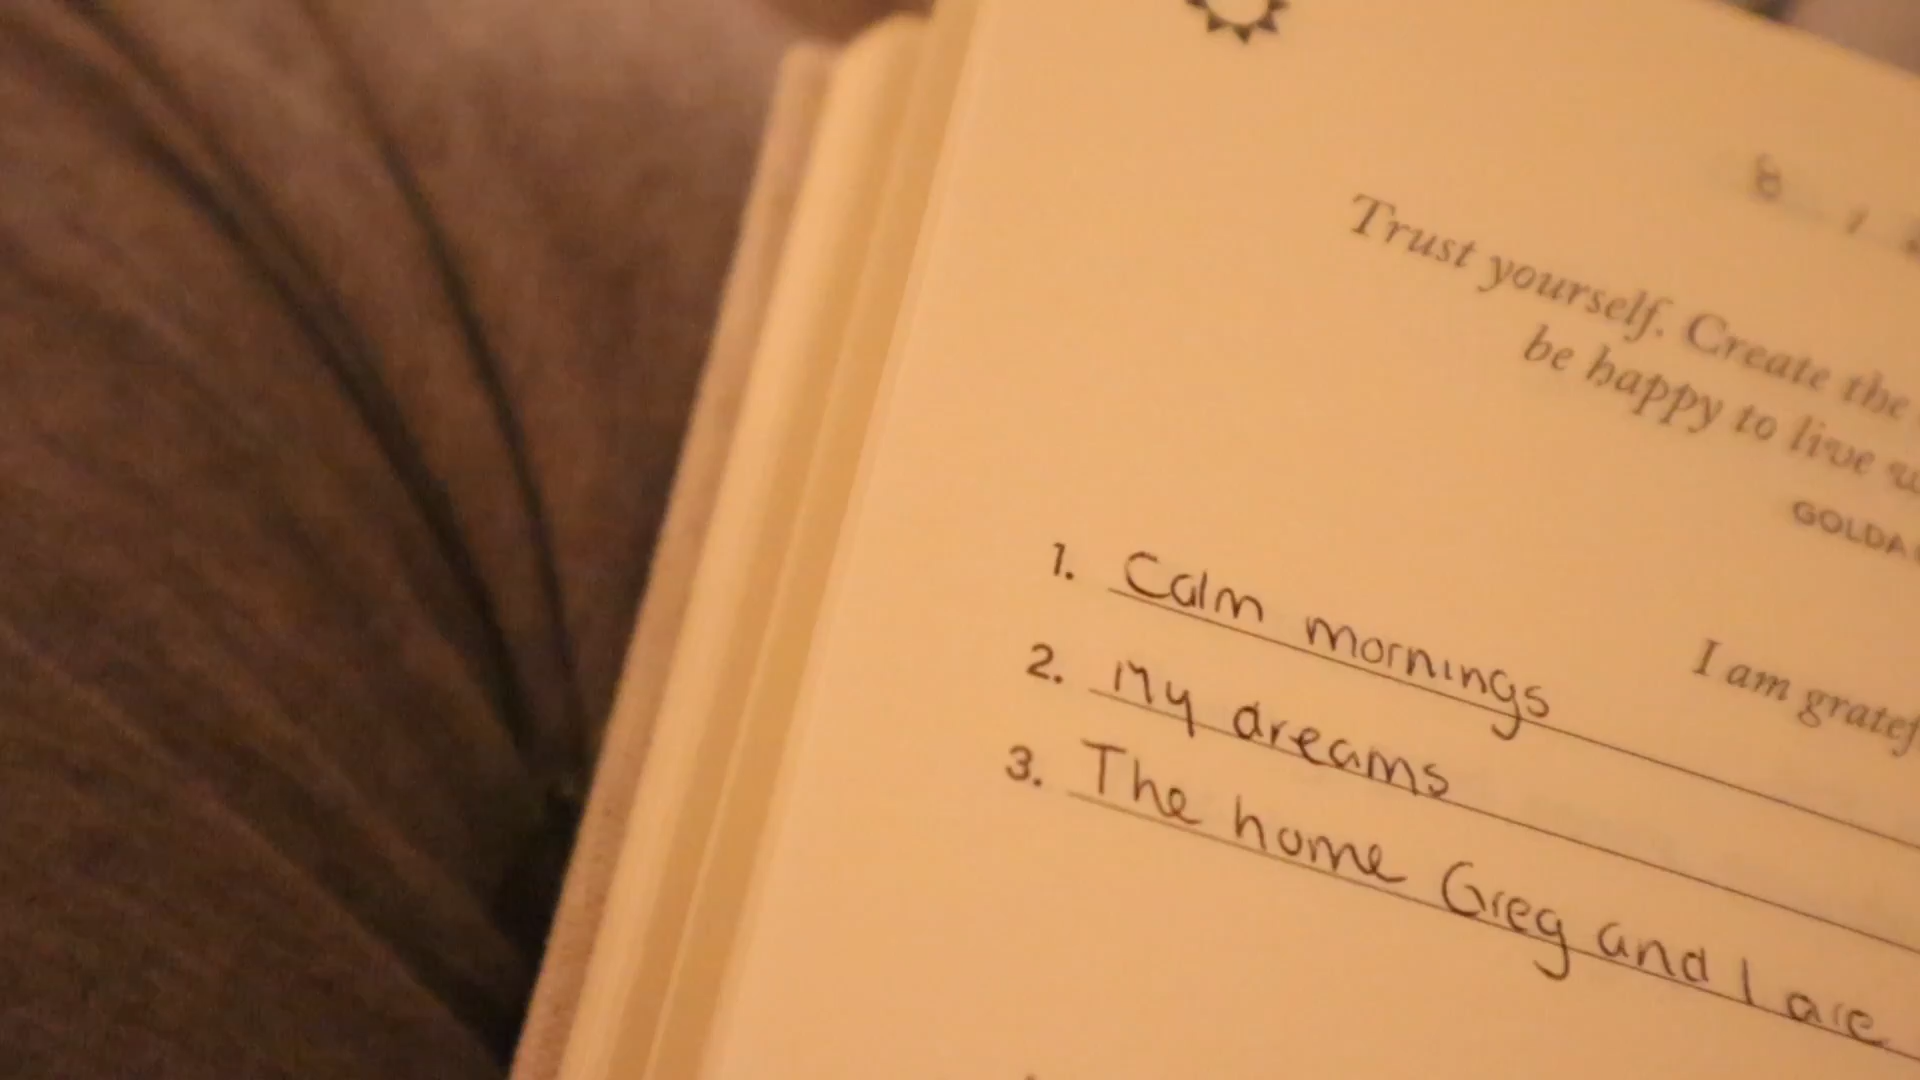 Trust yourself. Create the
be happy to live
GOLDA
I am gratef
1. Calm mornings
2. My dreams
3. The home Greg and I are